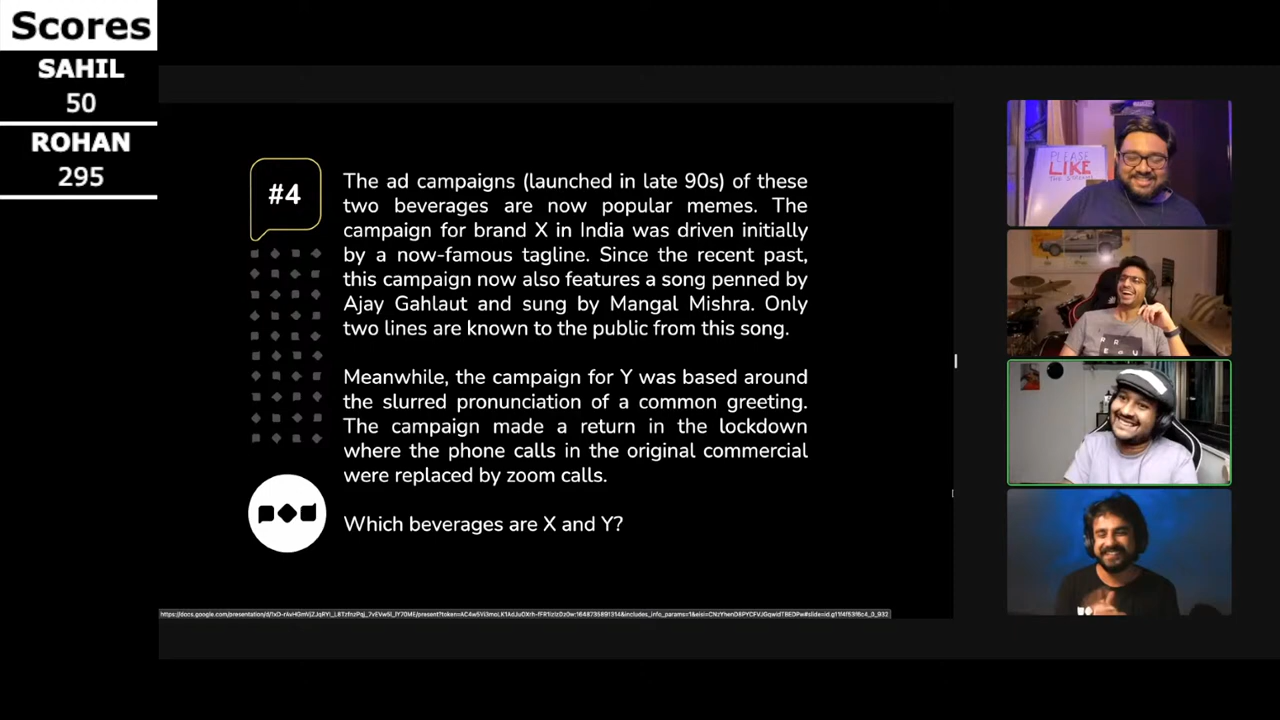 Scores
SAHIL
50
ROHAN
295
#4
The ad campaigns (launched in late 90s) of these
two beverages are now popular memes. The
campaign for brand X in India was driven initially
by a now-famous tagline. Since the recent past,
this campaign now also features a song penned by
Ajay Gahlaut and sung by Mangal Mishra. Only
two lines are known to the public from this song.
Meanwhile, the campaign for Y was based around
the slurred pronunciation of a common greeting.
The campaign made a return in the lockdown
where the phone calls in the original commercial
were replaced by zoom calls.
Which beverages are X and Y?
PLEASE
LIKE
THE